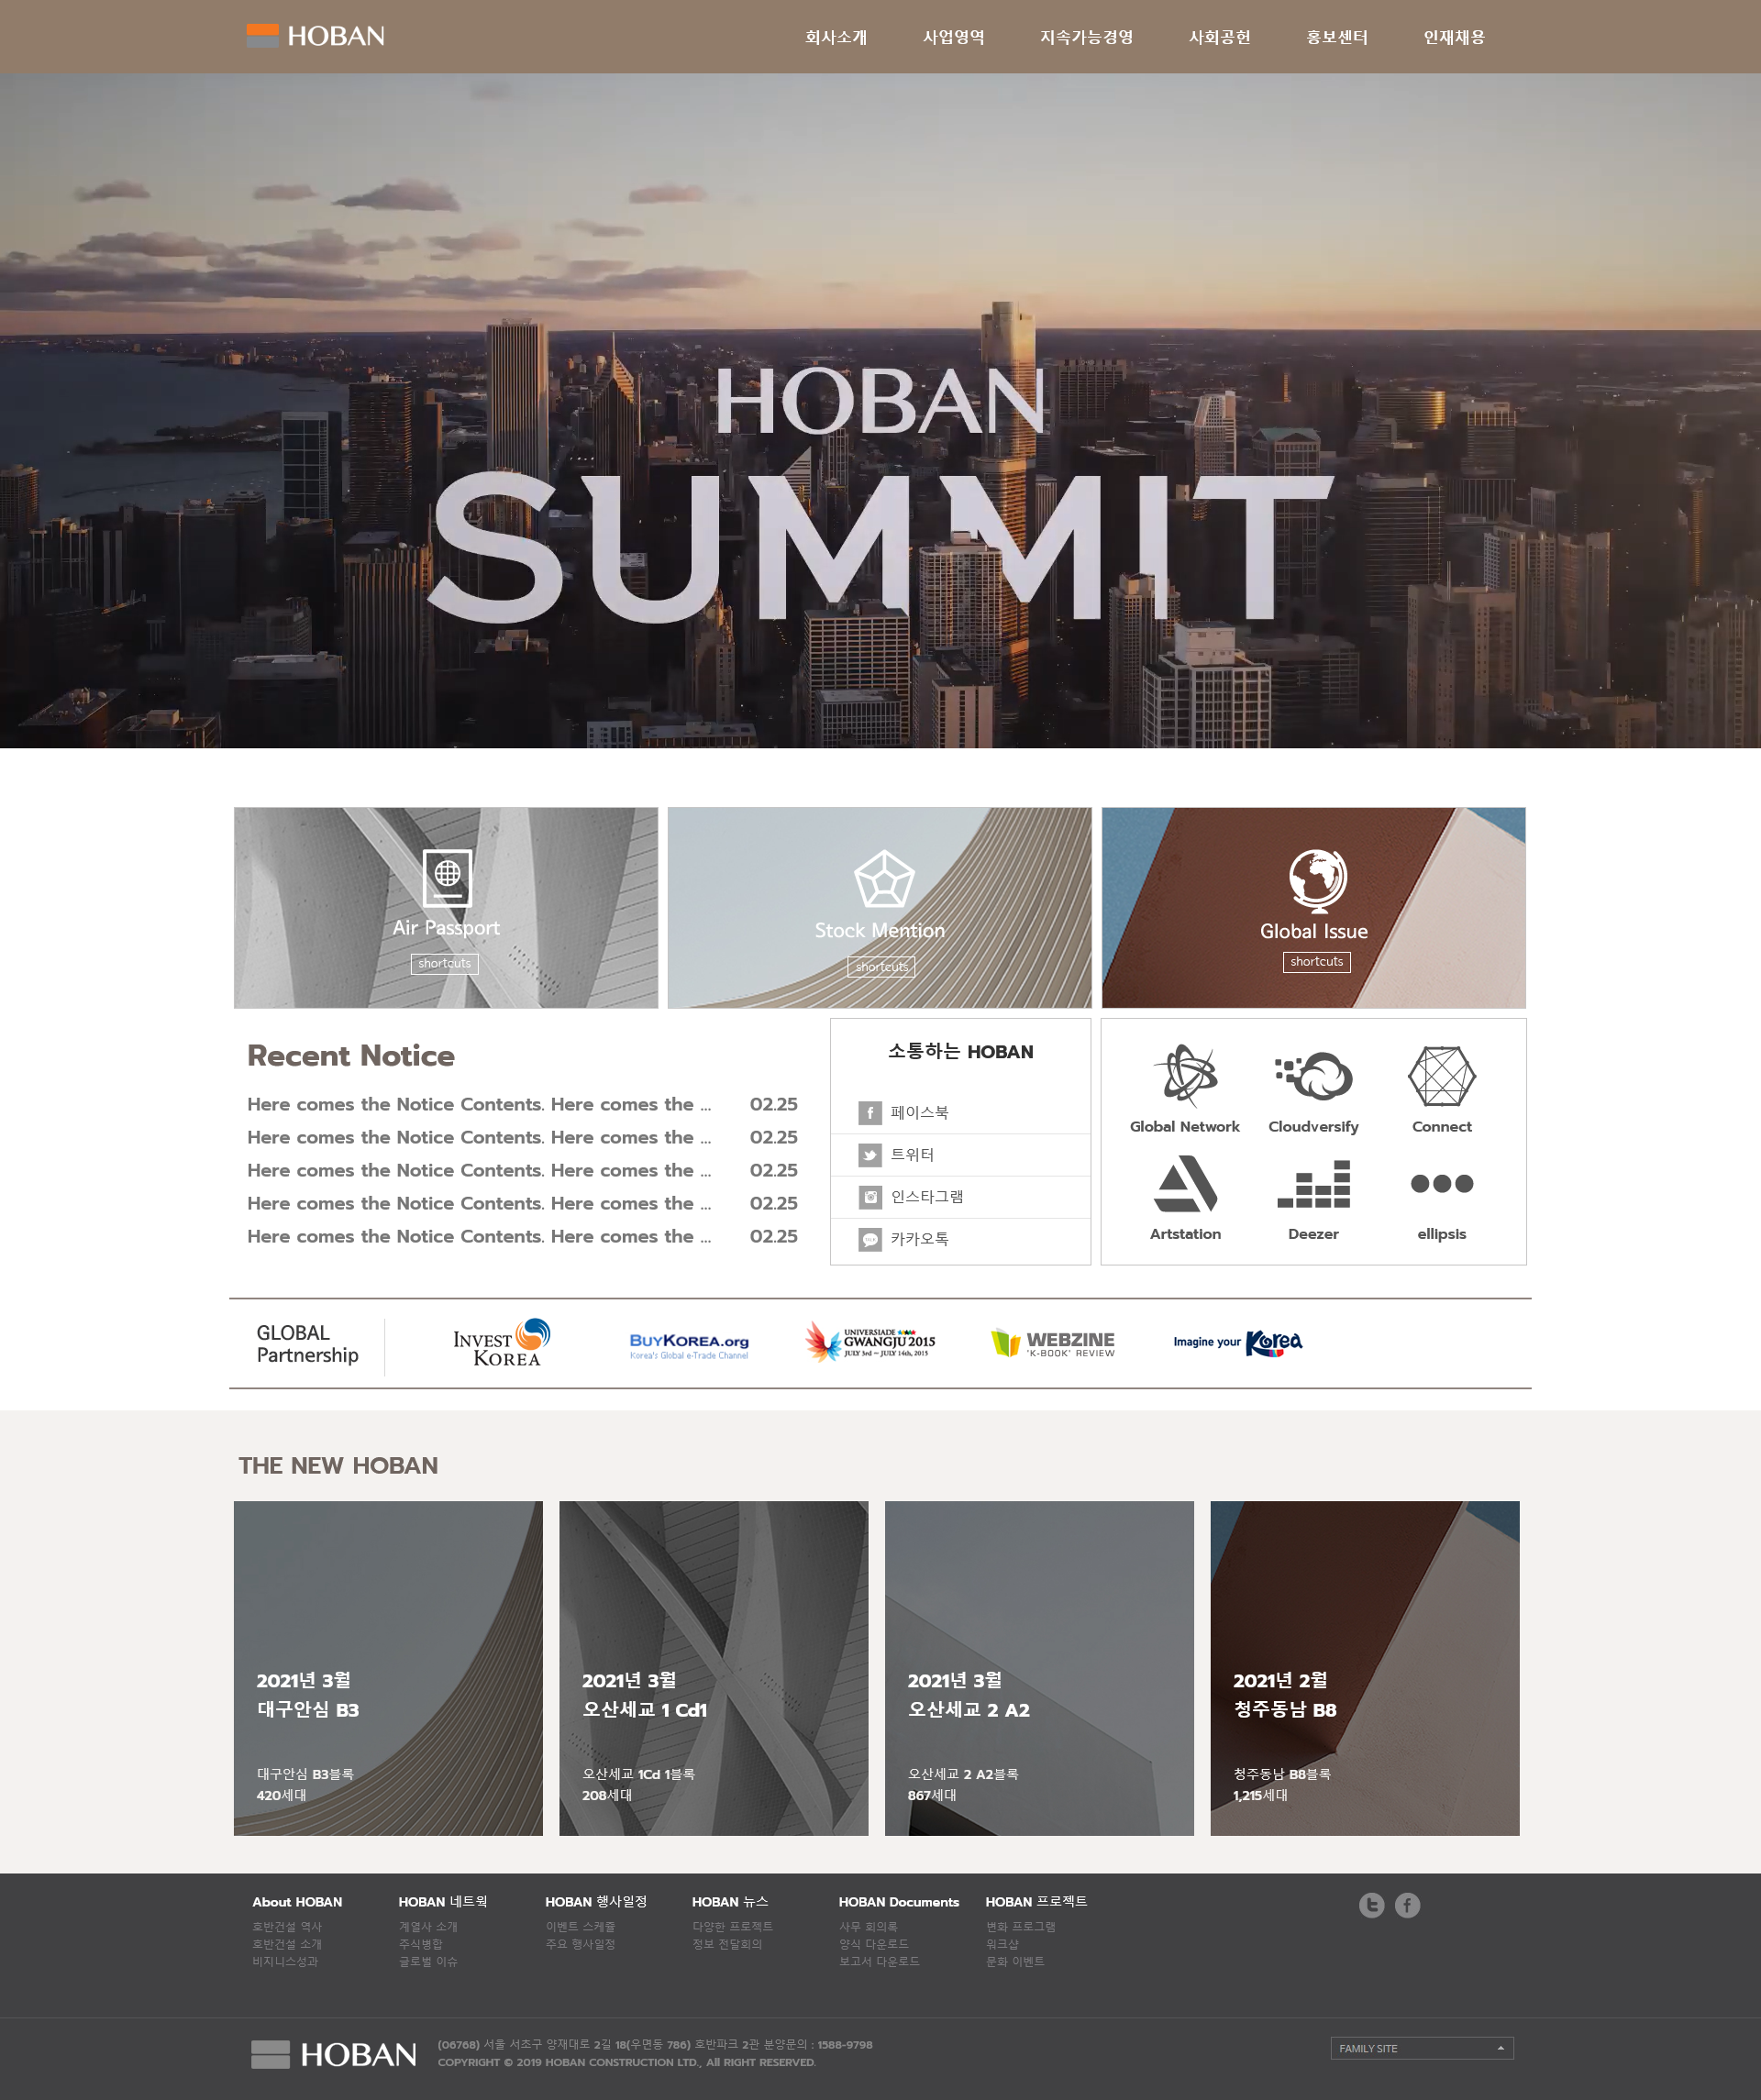 HOBAN
회사소개 사업영역 지속가능경영 사회공헌 홍보센터 인재채용
HOBAN
SUMMIT
Air Passport
shortcuts
Stock Mention
shortcuts
Global Issue
shortcuts
Recent Notice
Here comes the Notice Contents. Here comes the ... 02.25
Here comes the Notice Contents. Here comes the ... 02.25
Here comes the Notice Contents. Here comes the ... 02.25
Here comes the Notice Contents. Here comes the ... 02.25
Here comes the Notice Contents. Here comes the ... 02.25
소통하는 HOBAN
페이스북
트위터
인스타그램
카카오톡
Global Network Cloudversify Connect
Artstation Deezer ellipsis
GLOBAL
Partnership
INVEST
KOREA
BUYKOREA.org
Korea's Global e-Trade Channel
UNIVERSIADE
GWANGJU 2015
JULY 3rd — JULY 14th, 2015
WEBZINE
'K-BOOK' REVIEW
Imagine your Korea
THE NEW HOBAN
2021년 3월
대구안심 B3
대구안심 B3블록
420세대
2021년 3월
오산세교 1 Cd1
오산세교 1Cd 1블록
208세대
2021년 3월
오산세교 2 A2
오산세교 2 A2블록
867세대
2021년 2월
청주동남 B8
청주동남 B8블록
1,215세대
About HOBAN
호반건설 역사
호반건설 소개
비지니스성과
HOBAN 네트웍
계열사 소개
주식병합
글로벌 이슈
HOBAN 행사일정
이벤트 스케쥴
주요 행사일정
HOBAN 뉴스
다양한 프로젝트
정보 전달회의
HOBAN Documents
사무 회의록
양식 다운로드
보고서 다운로드
HOBAN 프로젝트
변화 프로그램
워크샵
문화 이벤트
HOBAN
(06768) 서울 서초구 양재대로 2길 18(우면동 786) 호반파크 2관 분양문의 : 1588-9798
COPYRIGHT © 2019 HOBAN CONSTRUCTION LTD., All RIGHT RESERVED.
FAMILY SITE